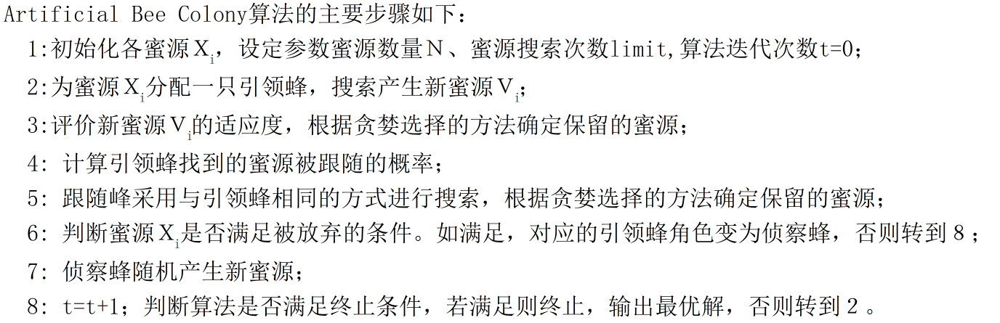 Artificial Bee Colony算法的主要步骤如下：
1:初始化各蜜源Xi，设定参数蜜源数量N、蜜源搜索次数limit,算法迭代次数t=0；
2:为蜜源Xi分配一只引领蜂，搜索产生新蜜源Vi；
3:评价新蜜源Vi的适应度，根据贪婪选择的方法确定保留的蜜源；
4: 计算引领蜂找到的蜜源被跟随的概率；
5: 跟随峰采用与引领蜂相同的方式进行搜索，根据贪婪选择的方法确定保留的蜜源；
6: 判断蜜源Xi是否满足被放弃的条件。如满足，对应的引领蜂角色变为侦察蜂，否则转到8；
7: 侦察蜂随机产生新蜜源；
8: t=t+1；判断算法是否满足终止条件，若满足则终止，输出最优解，否则转到2。